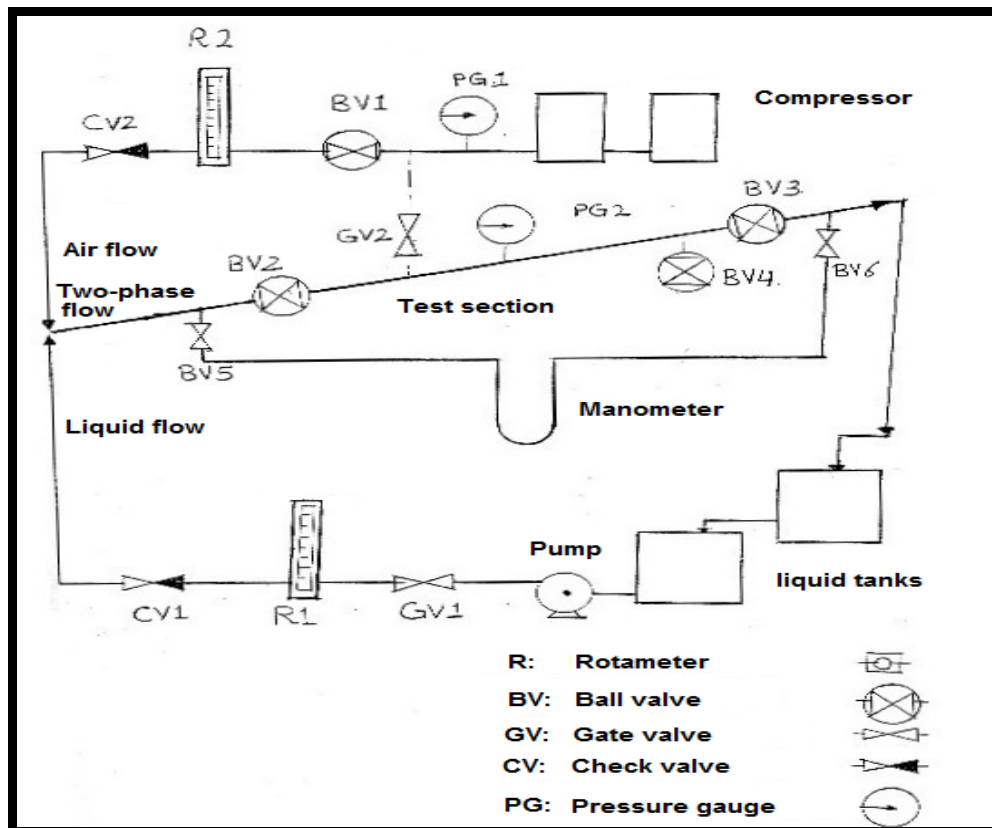 R2
PG1
BV1
Compressor
CV2
BV3
PG2
GV2
Air flow
BV2
BV4
BV6
Two-phase
flow
Test section
BV5
Manometer
Liquid flow
Pump
liquid tanks
CV1
R1
GV1
R: Rotameter
BV: Ball valve
GV: Gate valve
CV: Check valve
PG: Pressure gauge